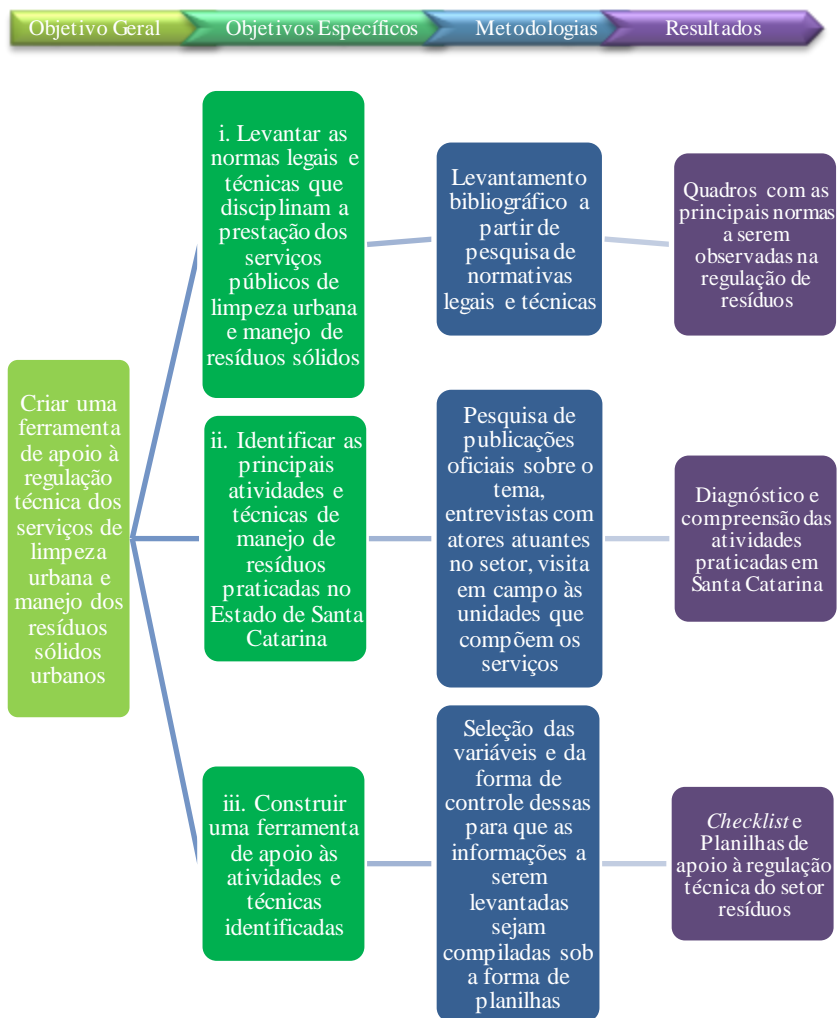 Objetivo Geral
Objetivos Específicos
Metodologias
Resultados
Criar uma
ferramenta
de apoio à
regulação
técnica dos
serviços de
limpeza
urbana e
manejo dos
resíduos
sólidos
urbanos
i. Levantar as
normas legais e
técnicas que
disciplinam a
prestação dos
serviços
públicos de
limpeza urbana
e manejo de
resíduos sólidos
Levantamento
bibliográfico a
partir de
pesquisa de
normativas
legais e técnicas
Quadros com as
principais normas
a serem
observadas na
regulação de
resíduos
ii. Identificar as
principais
atividades e
técnicas de
manejo de
resíduos
praticadas no
Estado de Santa
Catarina
Pesquisa de
publicações
oficiais sobre o
tema,
entrevistas com
atores atuantes
no setor, visita
em campo às
unidades que
compõem os
serviços
Diagnóstico e
compreensão das
atividades
praticadas em
Santa Catarina
iii. Construir
uma ferramenta
de apoio às
atividades e
técnicas
identificadas
Seleção das
variáveis e da
forma de
controle dessas
para que as
informações a
serem
levantadas
sejam
compiladas sob
a forma de
planilhas
Checklist e
Planilhas de
apoio à regulação
técnica do setor
resíduos